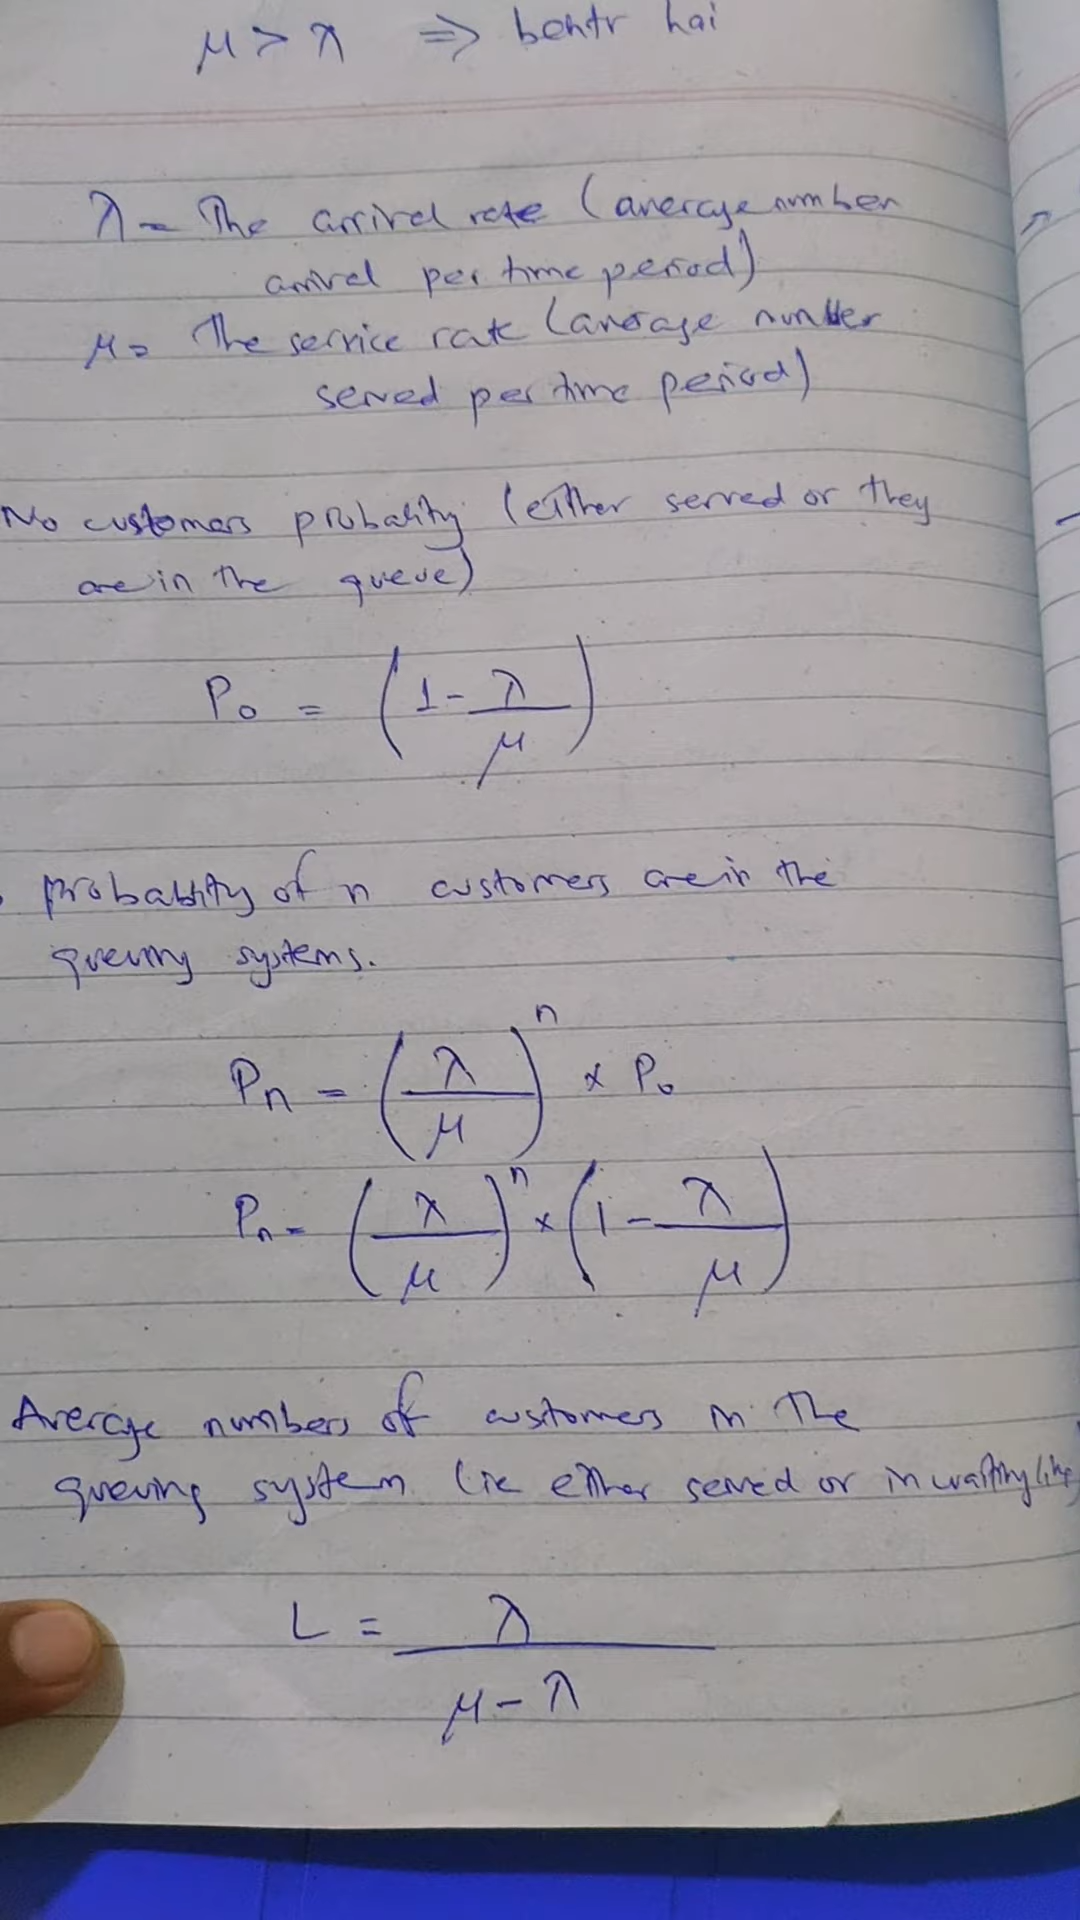 μ > λ ⇒ behtr hai
λ = The arrival rate (average number
arrival per time period)
μ = The service rate (average number
served per time period)
No customers probality (either served or they
are in the queue)
P₀ = (1 - λ/μ)
probability of n customers are in the
queuing systems.
Pn = (λ/μ)ⁿ × P₀
Pn = (λ/μ)ⁿ × (1 - λ/μ)
Average numbers of customers in the
queuing system (ie either served or in waiting line)
L = λ/(μ - λ)